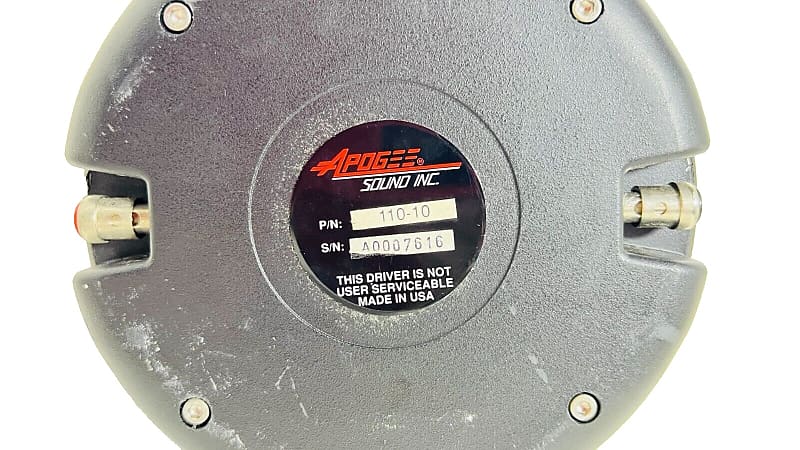 APOGEE®
SOUND INC.
P/N: 110-10
S/N: A0007616
THIS DRIVER IS NOT
USER SERVICEABLE
MADE IN USA